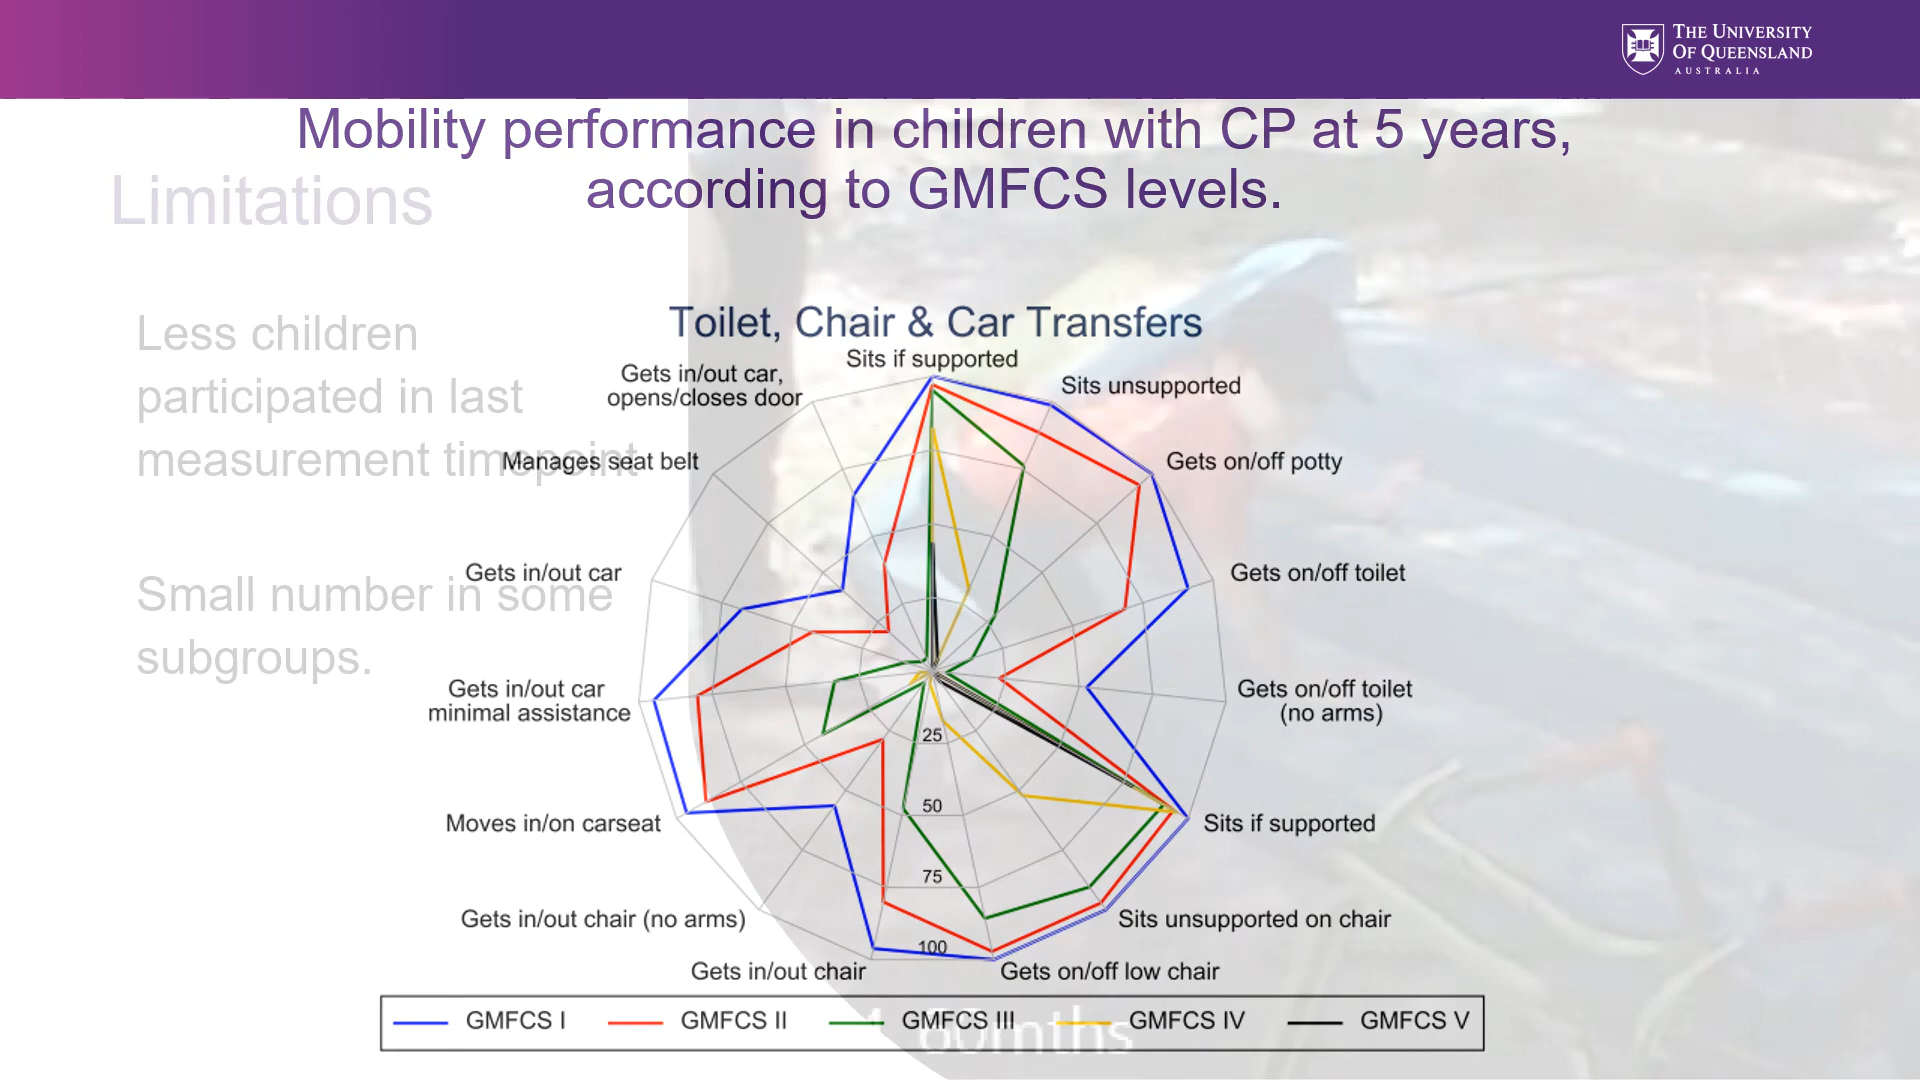 THE UNIVERSITY
OF QUEENSLAND
AUSTRALIA
Mobility performance in children with CP at 5 years,
according to GMFCS levels.
Limitations
Less children
participated in last
measurement timepoint
Small number in some
subgroups.
Toilet, Chair & Car Transfers
Sits if supported
Sits unsupported
Gets on/off potty
Gets on/off toilet
Gets on/off toilet
(no arms)
Sits if supported
Sits unsupported on chair
Gets on/off low chair
Gets in/out chair
Gets in/out chair (no arms)
Moves in/on carseat
Gets in/out car
minimal assistance
Gets in/out car
Manages seat belt
Gets in/out car,
opens/closes door
25
50
75
100
GMFCS I
GMFCS II
GMFCS III
GMFCS IV
GMFCS V
60mths